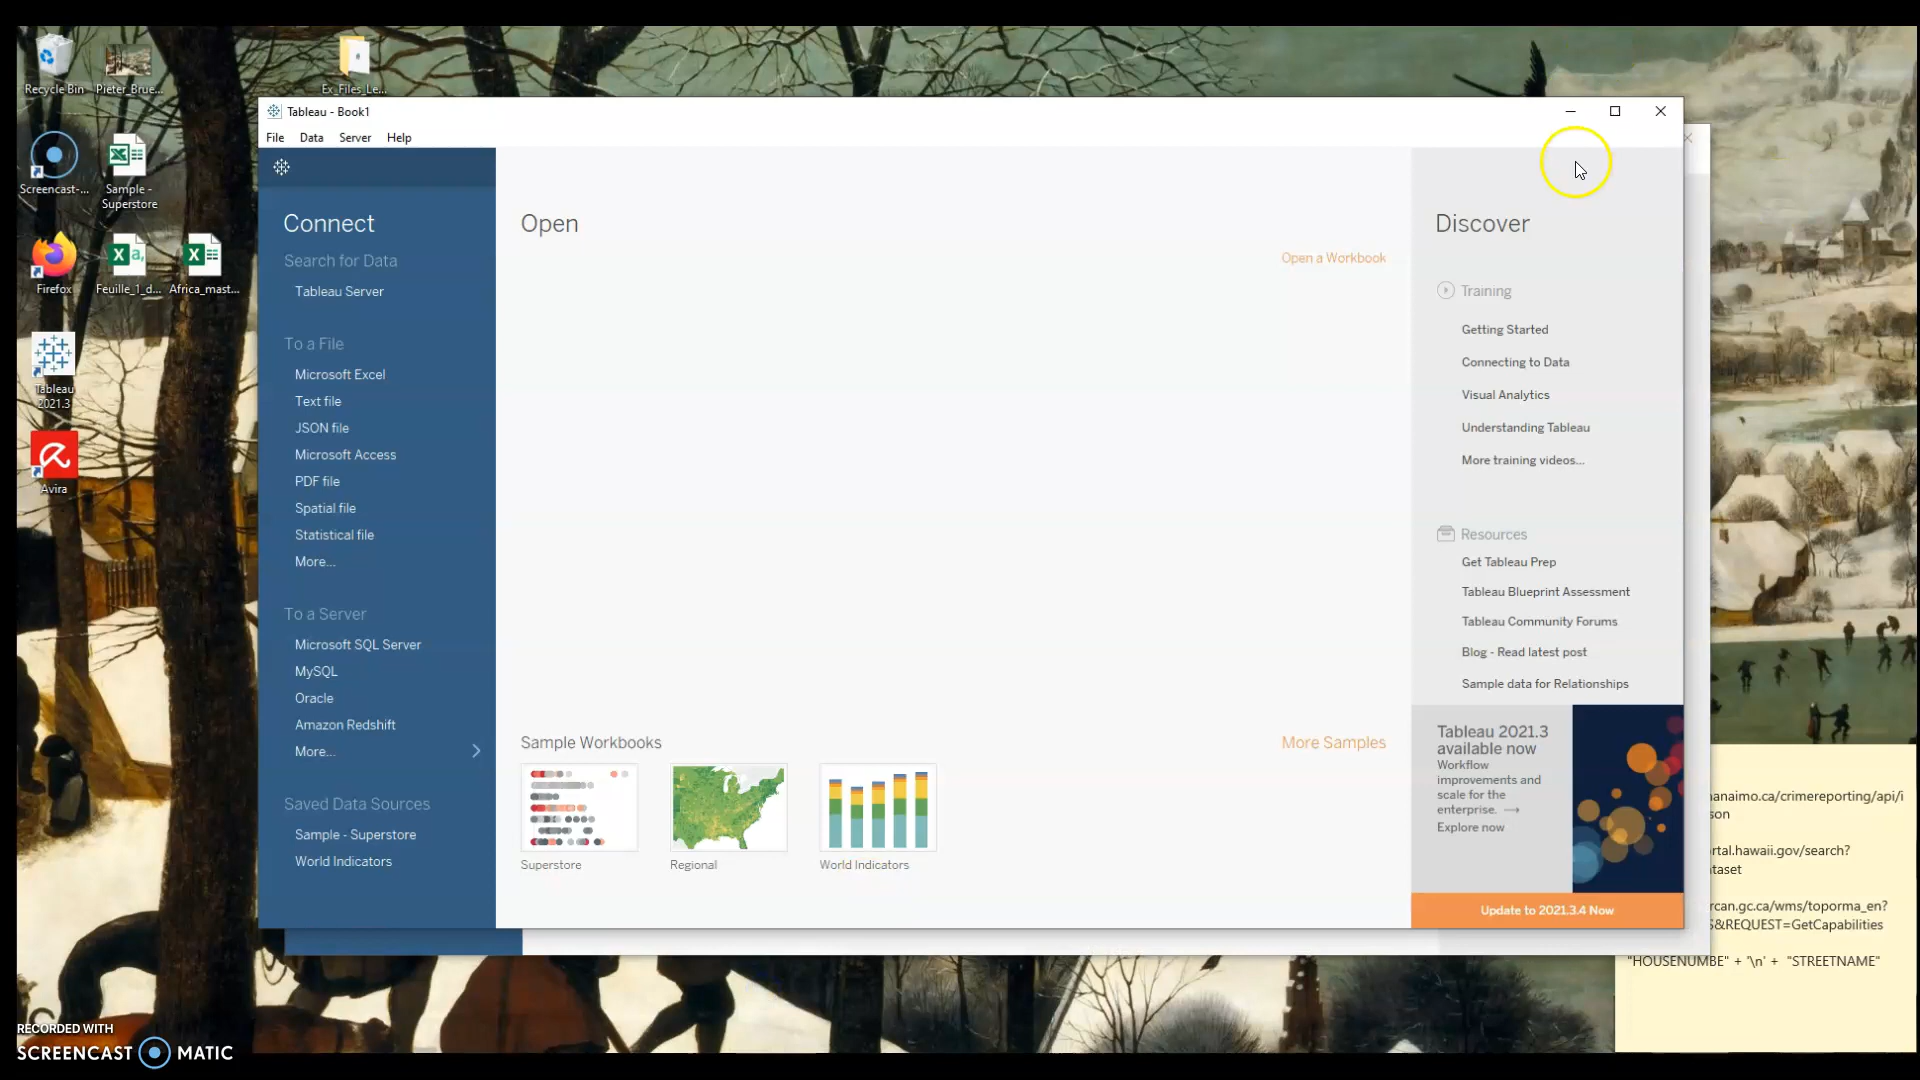 Recycle Bin
Pieter_Brue...
Ex_Files_Le...
Screencast-...
Sample -
Superstore
Firefox
Feuille_1_d...
Africa_mast...
Tableau
2021.3
Avira
Tableau - Book1
File Data Server Help
Connect
Search for Data
Tableau Server
To a File
Microsoft Excel
Text file
JSON file
Microsoft Access
PDF file
Spatial file
Statistical file
More...
To a Server
Microsoft SQL Server
MySQL
Oracle
Amazon Redshift
More...
Saved Data Sources
Sample - Superstore
World Indicators
Open
Open a Workbook
Sample Workbooks
More Samples
Superstore
Regional
World Indicators
Discover
Training
Getting Started
Connecting to Data
Visual Analytics
Understanding Tableau
More training videos...
Resources
Get Tableau Prep
Tableau Blueprint Assessment
Tableau Community Forums
Blog - Read latest post
Sample data for Relationships
Tableau 2021.3
available now
Workflow
improvements and
scale for the
enterprise. →
Explore now
Update to 2021.3.4 Now
nanaimo.ca/crimereporting/api/i
son
rtal.hawaii.gov/search?
taset
rcan.gc.ca/wms/toporma_en?
S&REQUEST=GetCapabilities
"HOUSENUMBE" + '\n' + "STREETNAME"
RECORDED WITH
SCREENCAST MATIC